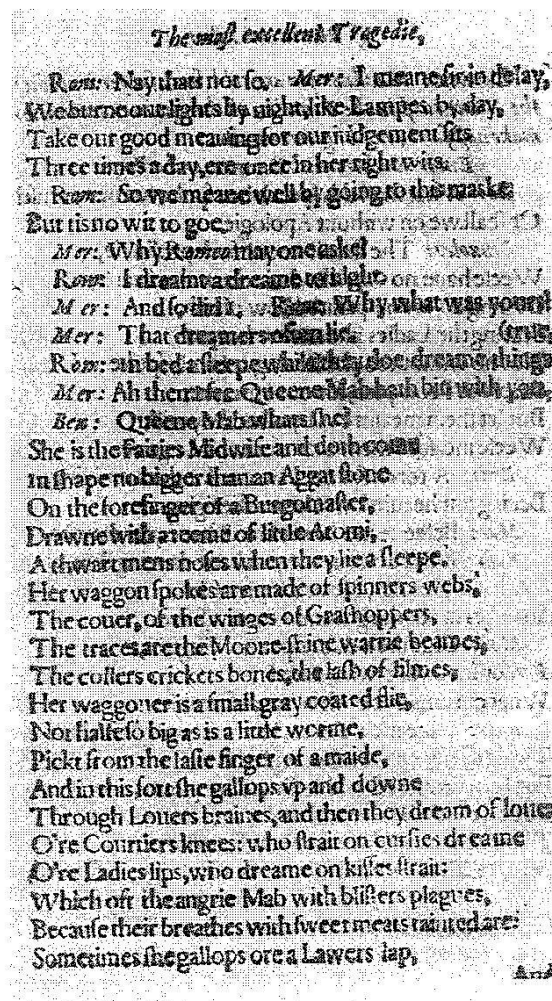 The moſt excellent Tragedie,
Rom: Nay thats not ſo. Mer: I meane ſir in delay,
We burne our lights by night, like Lampes by day,
Take our good meaning for our iudgement ſits
Three times a day, ere once in her right wits.
Rom: So we meane well by going to this maske:
But tis no wit to goe.
Mer: Why Romeo may one aske?
Rom: I dreamt a dreame to night.
Mer: And ſo did I. Rom: Why what was yours?
Mer: That dreamers often lie. (true.
Rom: In bed a ſleepe while they doe dreame things
Mer: Ah then I ſee Queene Mab hath bin with you.
Ben: Queene Mab whats ſhe?
She is the Fairies Midwife and doth come
In ſhape no bigger than an Aggat ſtone
On the forefinger of a Burgomaſter,
Drawne with a teeme of little Atomi,
A thwart mens noſes when they lie a ſleepe.
Her waggon ſpokes are made of ſpinners webs,
The couer, of the winges of Graſhoppers,
The traces are the Moone-ſhine watrie beames,
The collers crickets bones, the laſh of filmes,
Her waggoner is a ſmall gray coated flie,
Not halfe ſo big as is a little worme,
Pickt from the laſie finger of a maide,
And in this ſort ſhe gallops vp and downe
Through Louers braines, and then they dream of loue
O're Courtiers knees: who ſtrait on curſies dreame
O're Ladies lips, who dreame on kiſſes ſtrait:
Which oft the angrie Mab with bliſters plagues,
Becauſe their breathes with ſweet meats tainted are:
Sometimes ſhe gallops ore a Lawers lap,
And